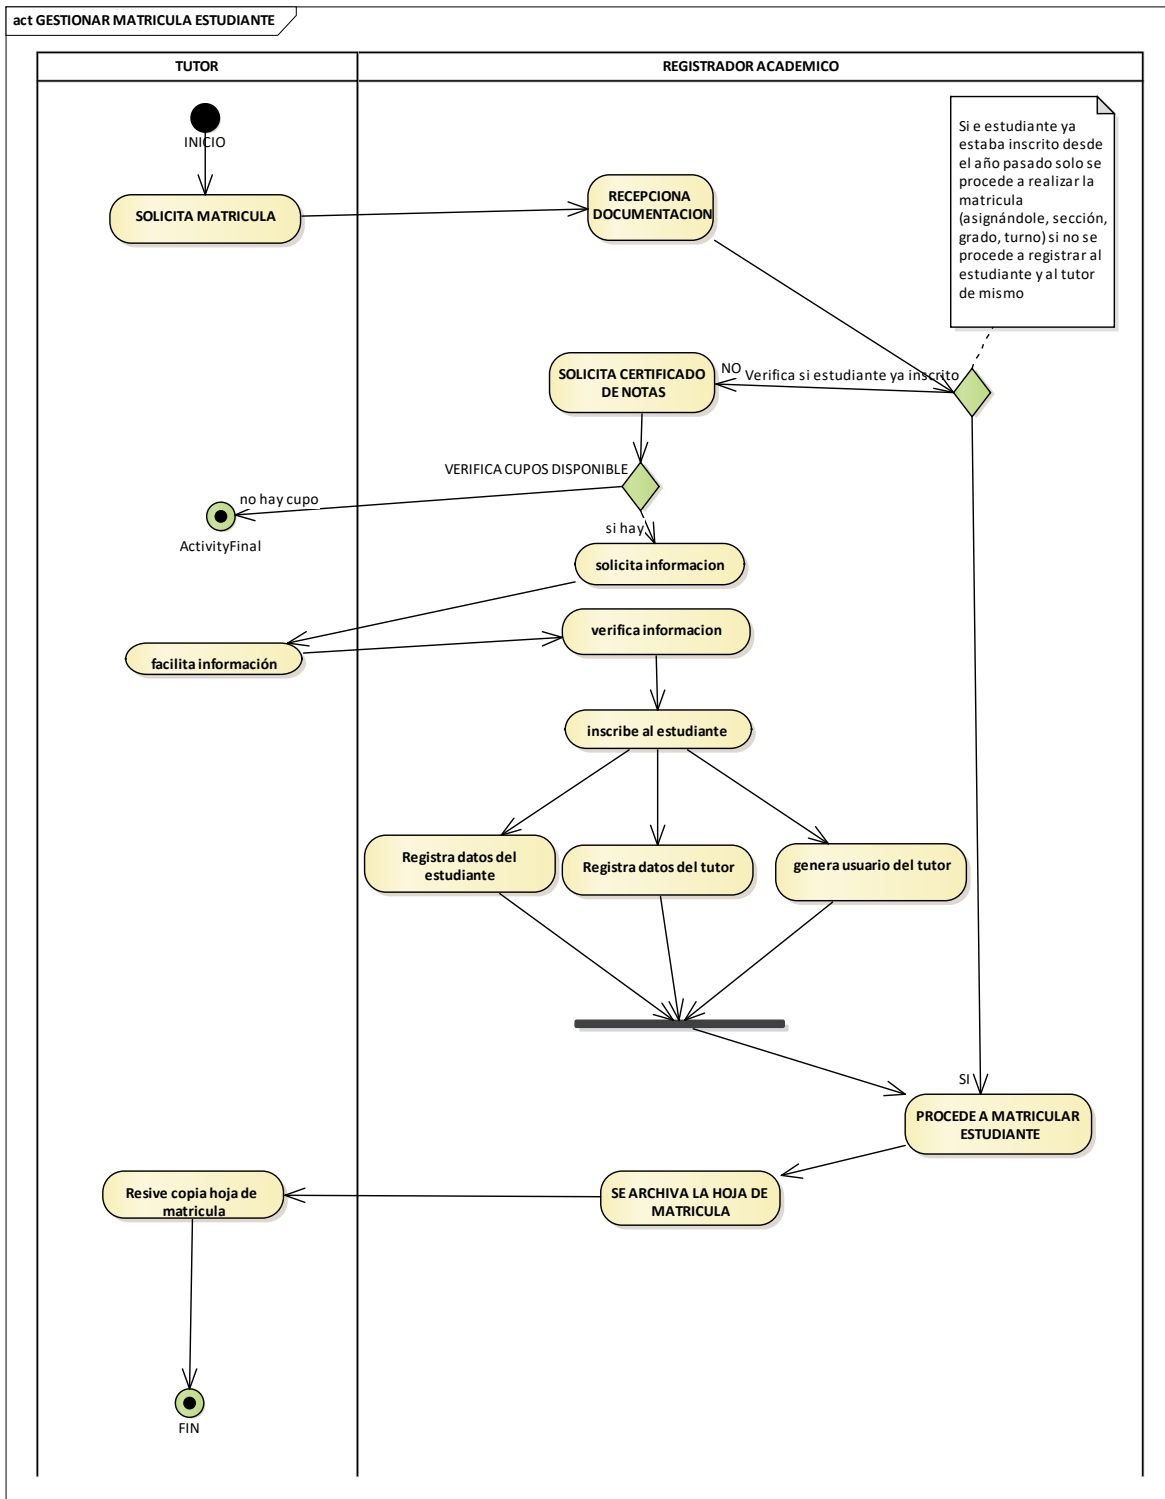 act GESTIONAR MATRICULA ESTUDIANTE
TUTOR
REGISTRADOR ACADEMICO
INICIO
Si e estudiante ya
estaba inscrito desde
el año pasado solo se
procede a realizar la
matricula
(asignándole, sección,
grado, turno) si no se
procede a registrar al
estudiante y al tutor
de mismo
SOLICITA MATRICULA
RECEPCIONA
DOCUMENTACION
SOLICITA CERTIFICADO
DE NOTAS
NO
Verifica si estudiante ya inscrito
VERIFICA CUPOS DISPONIBLE
no hay cupo
ActivityFinal
si hay
solicita informacion
verifica informacion
facilita información
inscribe al estudiante
Registra datos del
estudiante
Registra datos del tutor
genera usuario del tutor
SI
PROCEDE A MATRICULAR
ESTUDIANTE
Resive copia hoja de
matricula
SE ARCHIVA LA HOJA DE
MATRICULA
FIN